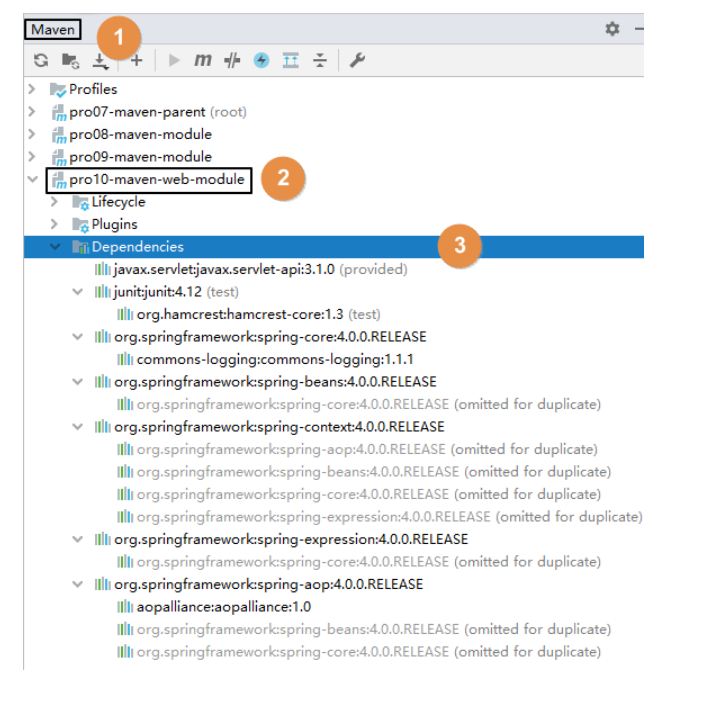 Maven
1
m
Profiles
pro07-maven-parent (root)
pro08-maven-module
pro09-maven-module
pro10-maven-web-module
2
Lifecycle
Plugins
Dependencies
3
javax.servlet:javax.servlet-api:3.1.0 (provided)
junit:junit:4.12 (test)
org.hamcrest:hamcrest-core:1.3 (test)
org.springframework:spring-core:4.0.0.RELEASE
commons-logging:commons-logging:1.1.1
org.springframework:spring-beans:4.0.0.RELEASE
org.springframework:spring-core:4.0.0.RELEASE (omitted for duplicate)
org.springframework:spring-context:4.0.0.RELEASE
org.springframework:spring-aop:4.0.0.RELEASE (omitted for duplicate)
org.springframework:spring-beans:4.0.0.RELEASE (omitted for duplicate)
org.springframework:spring-core:4.0.0.RELEASE (omitted for duplicate)
org.springframework:spring-expression:4.0.0.RELEASE (omitted for duplicate)
org.springframework:spring-expression:4.0.0.RELEASE
org.springframework:spring-core:4.0.0.RELEASE (omitted for duplicate)
org.springframework:spring-aop:4.0.0.RELEASE
aopalliance:aopalliance:1.0
org.springframework:spring-beans:4.0.0.RELEASE (omitted for duplicate)
org.springframework:spring-core:4.0.0.RELEASE (omitted for duplicate)